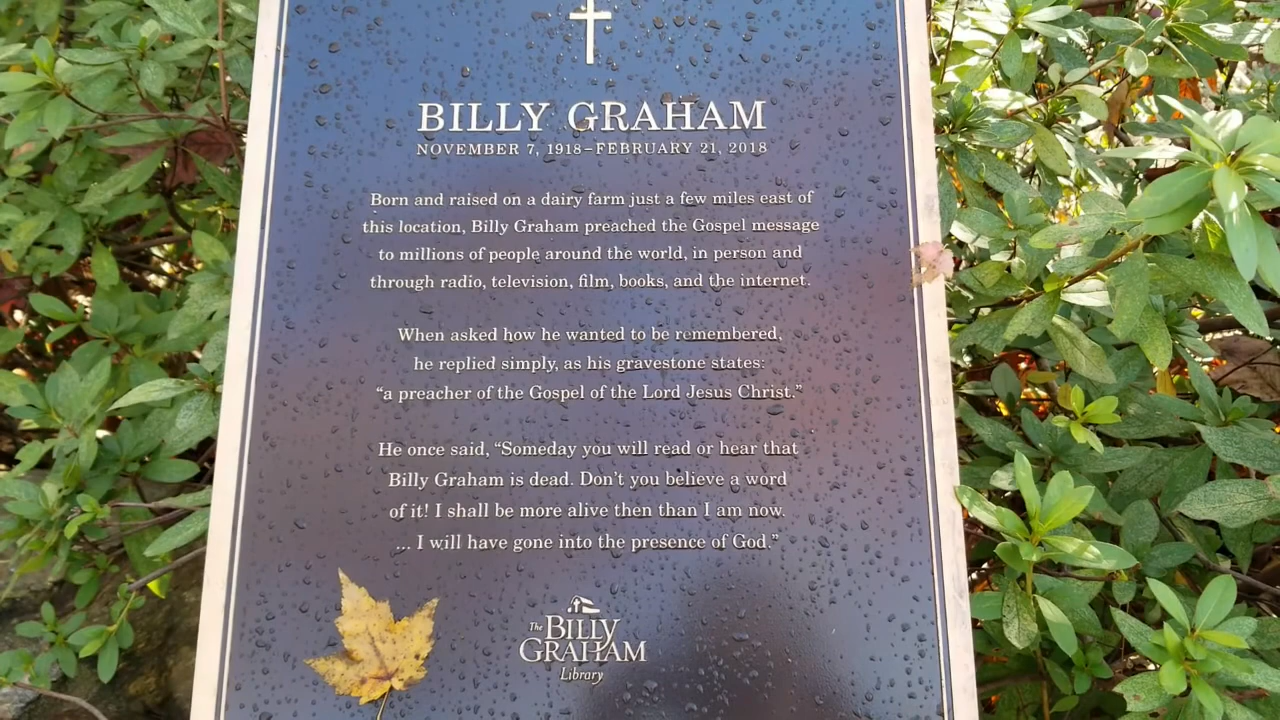 BILLY GRAHAM
NOVEMBER 7, 1918–FEBRUARY 21, 2018
Born and raised on a dairy farm just a few miles east of
this location, Billy Graham preached the Gospel message
to millions of people around the world, in person and
through radio, television, film, books, and the internet.
When asked how he wanted to be remembered,
he replied simply, as his gravestone states:
“a preacher of the Gospel of the Lord Jesus Christ.”
He once said, “Someday you will read or hear that
Billy Graham is dead. Don’t you believe a word
of it! I shall be more alive then than I am now.
... I will have gone into the presence of God.”
The BILLY
GRAHAM
Library